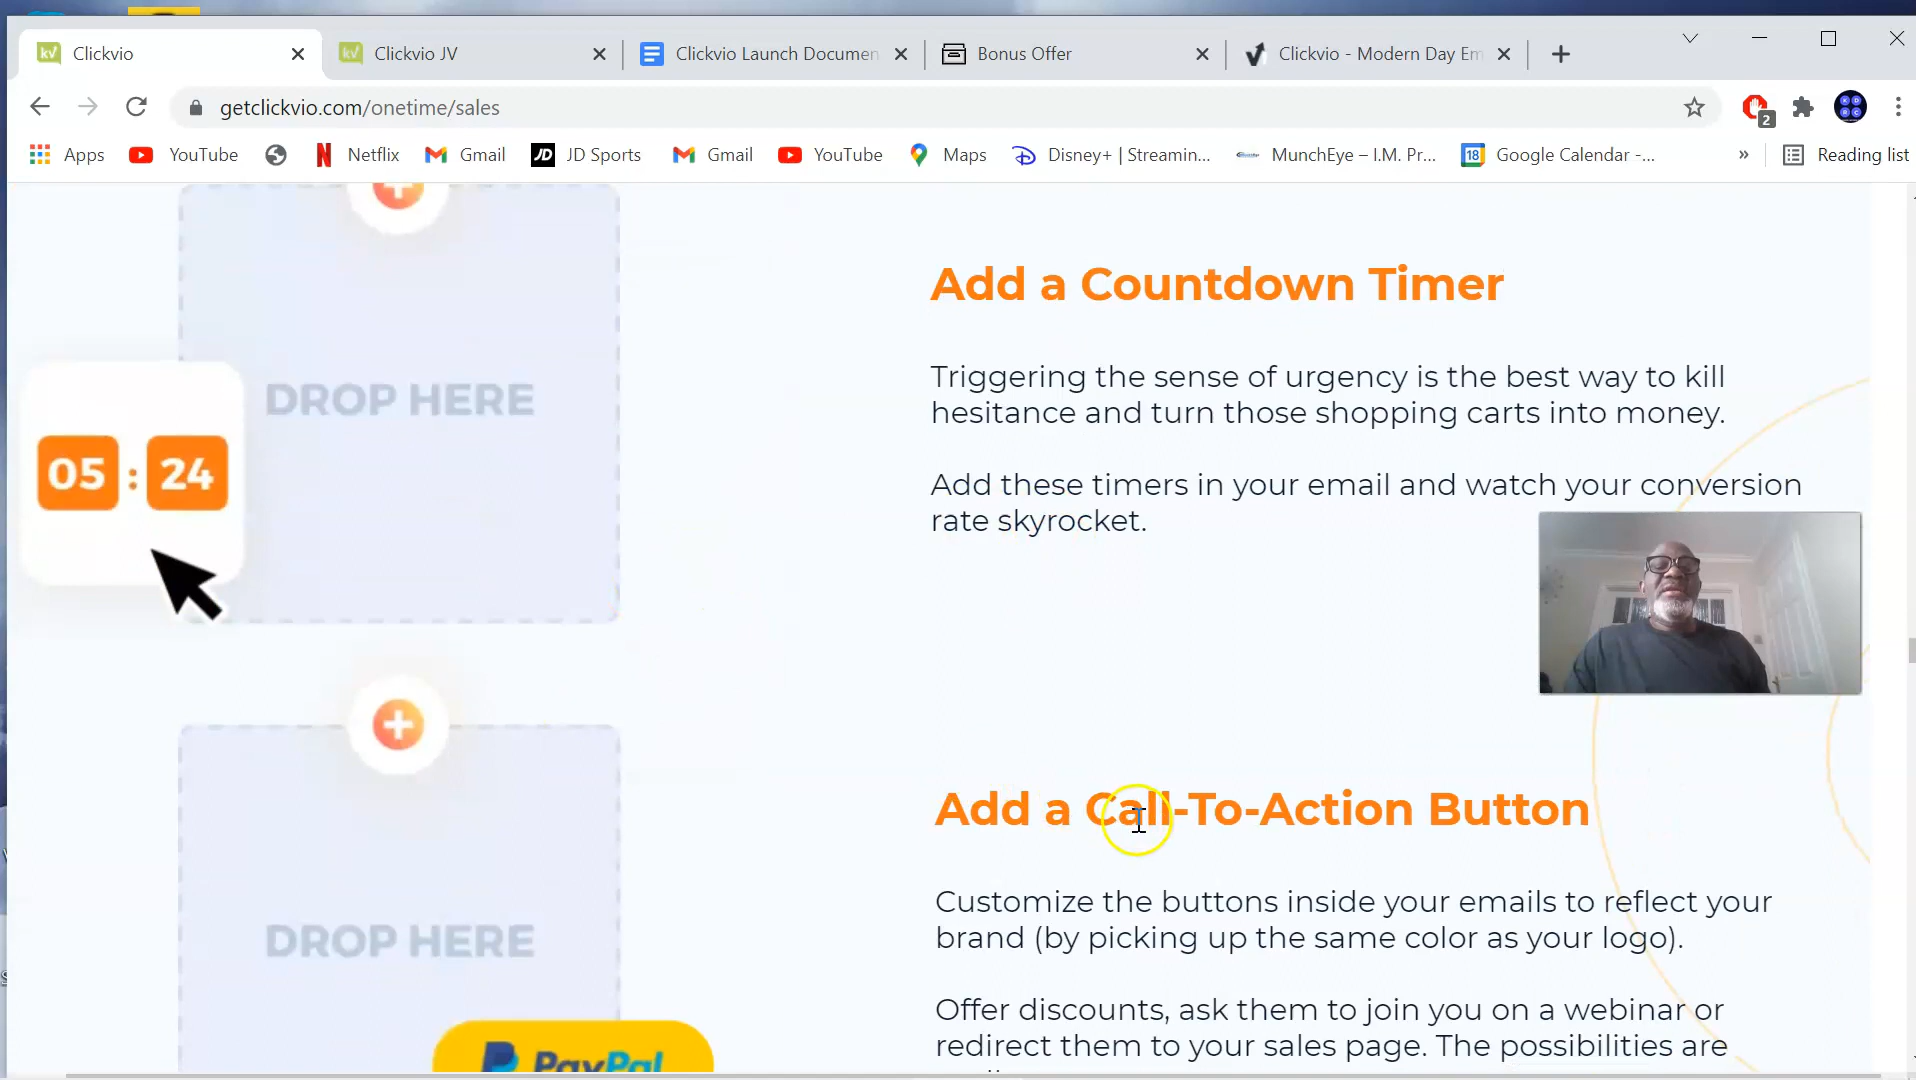 Clickvio
Clickvio JV
Clickvio Launch Documen
Bonus Offer
Clickvio - Modern Day Em
getclickvio.com/onetime/sales
2
Apps
YouTube
Netflix
Gmail
JD
JD Sports
Gmail
YouTube
Maps
Disney+ | Streamin...
MunchEye – I.M. Pr...
18
Google Calendar -...
»
Reading list
Add a Countdown Timer
Triggering the sense of urgency is the best way to kill
hesitance and turn those shopping carts into money.
Add these timers in your email and watch your conversion
rate skyrocket.
DROP HERE
05 : 24
Add a Call-To-Action Button
Customize the buttons inside your emails to reflect your
brand (by picking up the same color as your logo).
Offer discounts, ask them to join you on a webinar or
redirect them to your sales page. The possibilities are
DROP HERE
PayPal